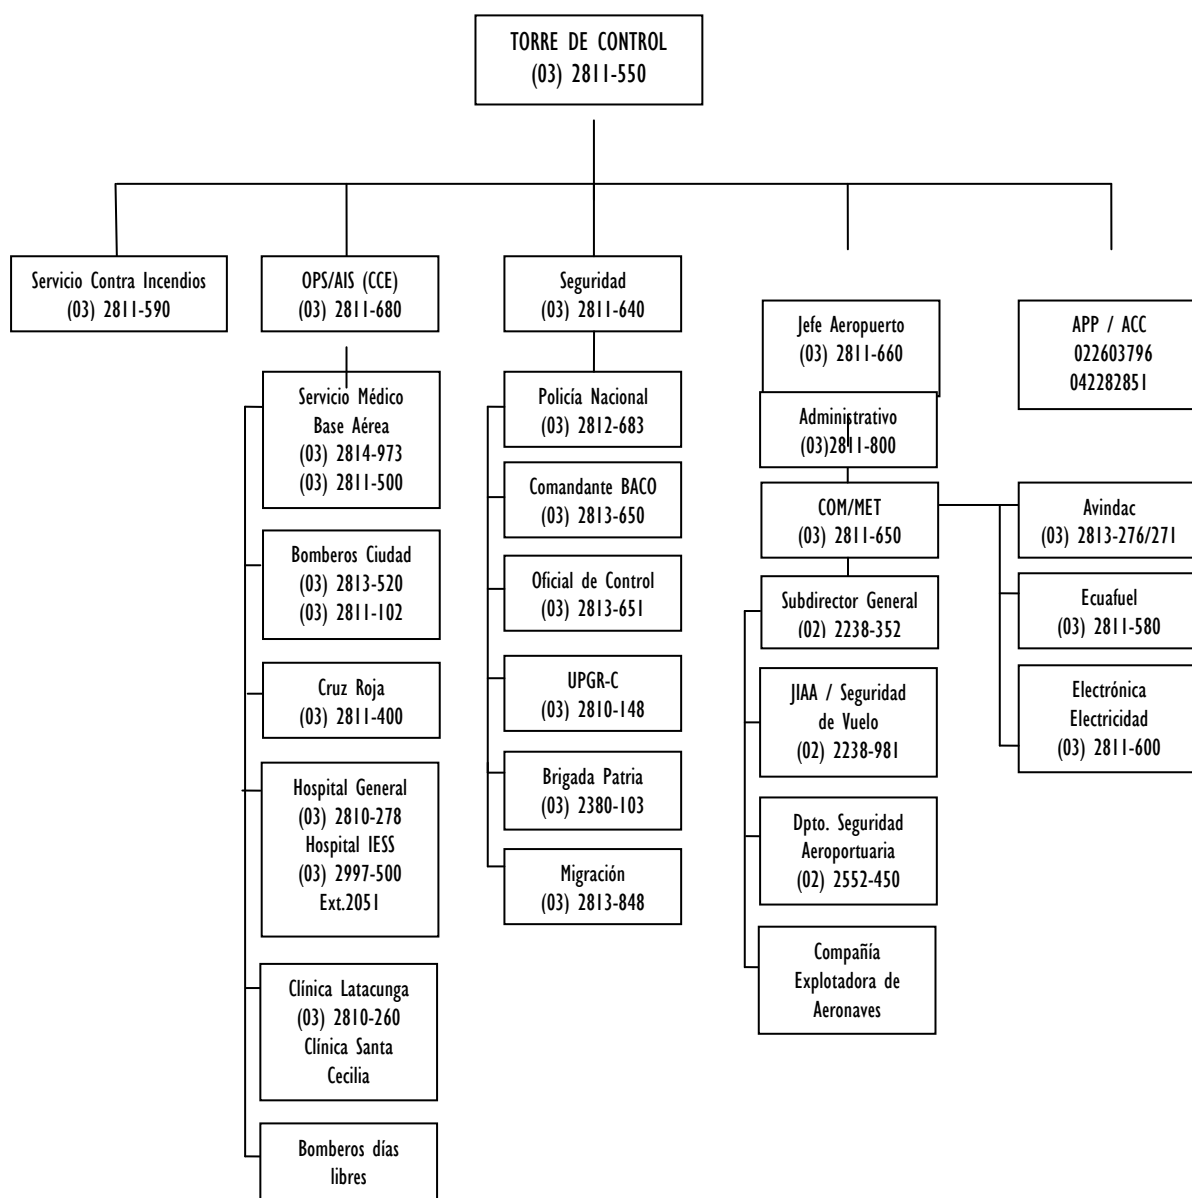 TORRE DE CONTROL
(03) 2811-550
Servicio Contra Incendios
(03) 2811-590
OPS/AIS (CCE)
(03) 2811-680
Seguridad
(03) 2811-640
Jefe Aeropuerto
(03) 2811-660
APP / ACC
022603796
042282851
Servicio Médico
Base Aérea
(03) 2814-973
(03) 2811-500
Bomberos Ciudad
(03) 2813-520
(03) 2811-102
Cruz Roja
(03) 2811-400
Hospital General
(03) 2810-278
Hospital IESS
(03) 2997-500
Ext.2051
Clínica Latacunga
(03) 2810-260
Clínica Santa
Cecilia
Bomberos días
libres
Policía Nacional
(03) 2812-683
Comandante BACO
(03) 2813-650
Oficial de Control
(03) 2813-651
UPGR-C
(03) 2810-148
Brigada Patria
(03) 2380-103
Migración
(03) 2813-848
Administrativo
(03)2811-800
COM/MET
(03) 2811-650
Subdirector General
(02) 2238-352
JIAA / Seguridad
de Vuelo
(02) 2238-981
Dpto. Seguridad
Aeroportuaria
(02) 2552-450
Compañía
Explotadora de
Aeronaves
Avindac
(03) 2813-276/271
Ecuafuel
(03) 2811-580
Electrónica
Electricidad
(03) 2811-600